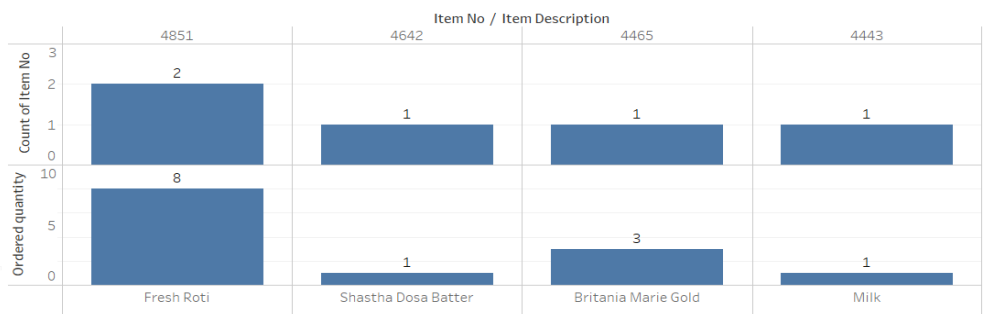 Item No / Item Description
4851 4642 4465 4443
Count of Item No
3
2
1
0
2 1 1 1
Ordered quantity
10
5
0
8 1 3 1
Fresh Roti Shastha Dosa Batter Britania Marie Gold Milk